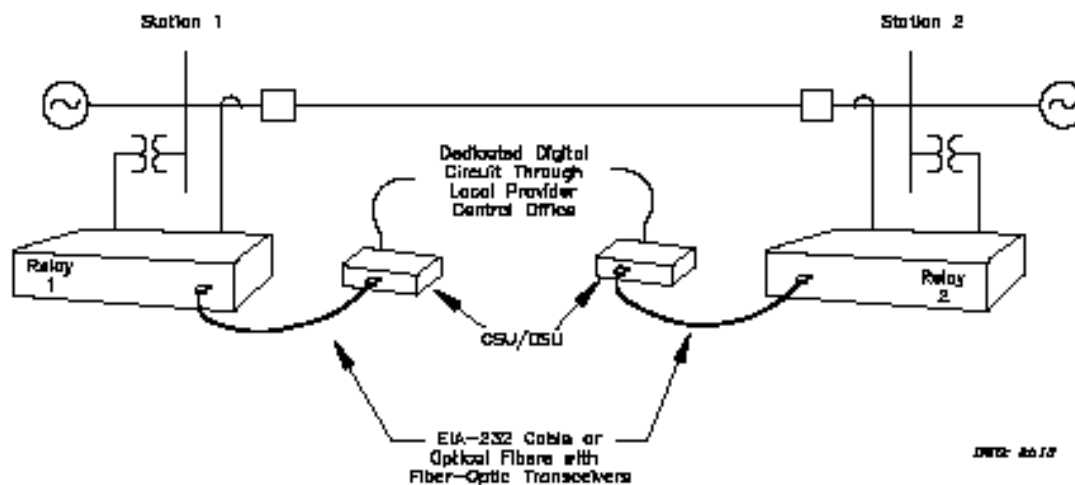 Station 1
Station 2
Dedicated Digital
Circuit Through
Local Provider
Central Office
Relay
1
Relay
2
CSU/DSU
EIA-232 Cable or
Optical Fibers with
Fiber-Optic Transceivers